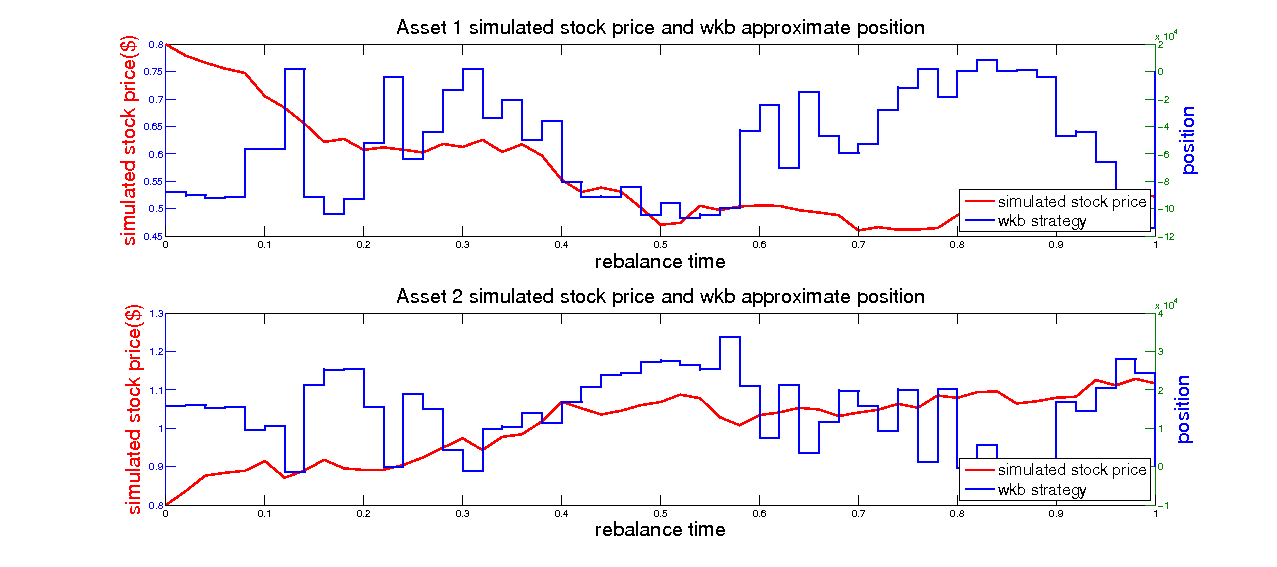 Asset 1 simulated stock price and wkb approximate position
x 10^4
simulated stock price($)
0.8
0.75
0.7
0.65
0.6
0.55
0.5
0.45
2
0
-2
-4
-6
-8
-10
-12
position
simulated stock price
wkb strategy
0 0.1 0.2 0.3 0.4 0.5 0.6 0.7 0.8 0.9 1
rebalance time
Asset 2 simulated stock price and wkb approximate position
x 10^4
simulated stock price($)
1.3
1.2
1.1
1
0.9
0.8
4
3
2
1
0
-1
position
simulated stock price
wkb strategy
0 0.1 0.2 0.3 0.4 0.5 0.6 0.7 0.8 0.9 1
rebalance time